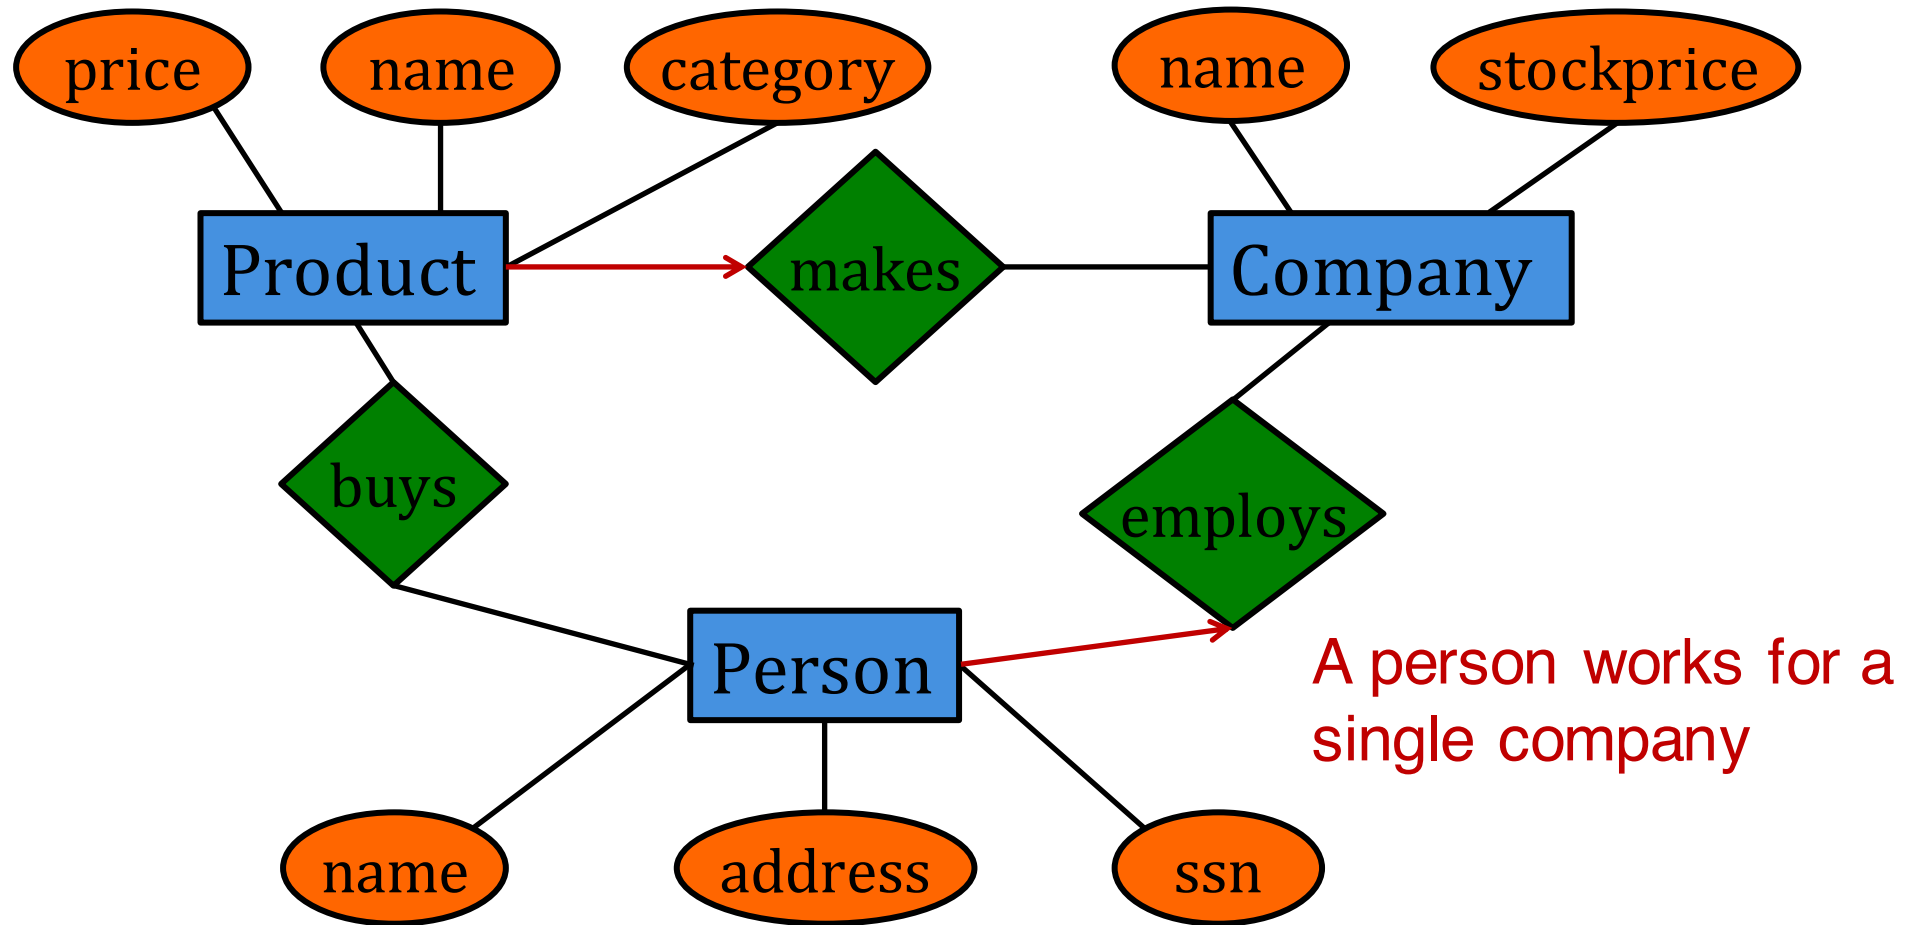 price
name
category
name
stockprice
Product
makes
Company
buys
employs
Person
A person works for a
single company
name
address
ssn